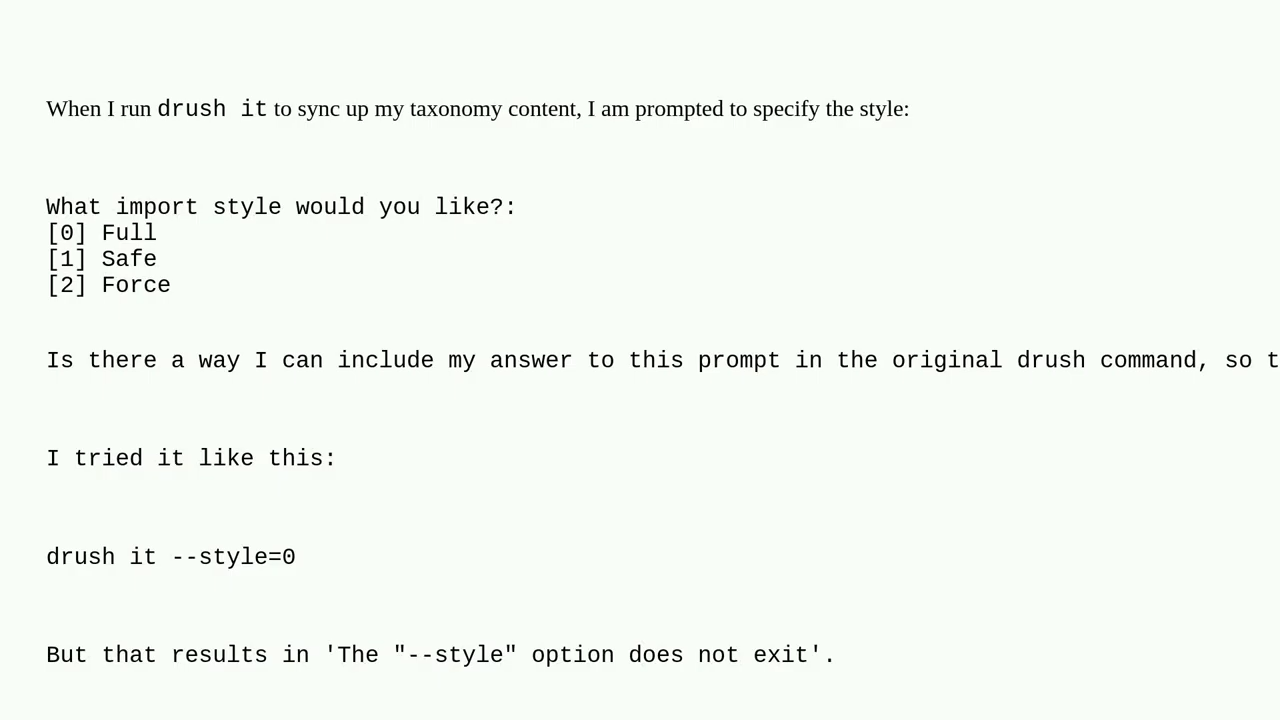 When I run drush it to sync up my taxonomy content, I am prompted to specify the style:
What import style would you like?:
[0] Full
[1] Safe
[2] Force
Is there a way I can include my answer to this prompt in the original drush command, so t
I tried it like this:
drush it --style=0
But that results in 'The "--style" option does not exit'.